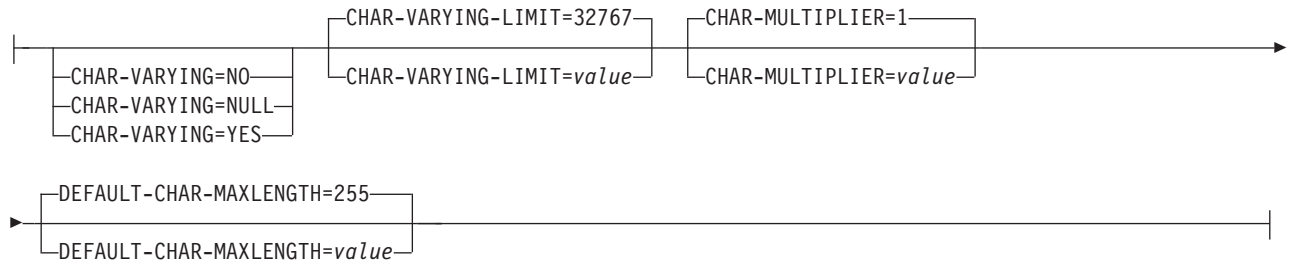 CHAR-VARYING-LIMIT=32767 CHAR-MULTIPLIER=1
CHAR-VARYING=NO CHAR-VARYING-LIMIT=value CHAR-MULTIPLIER=value
CHAR-VARYING=NULL
CHAR-VARYING=YES
DEFAULT-CHAR-MAXLENGTH=255
DEFAULT-CHAR-MAXLENGTH=value